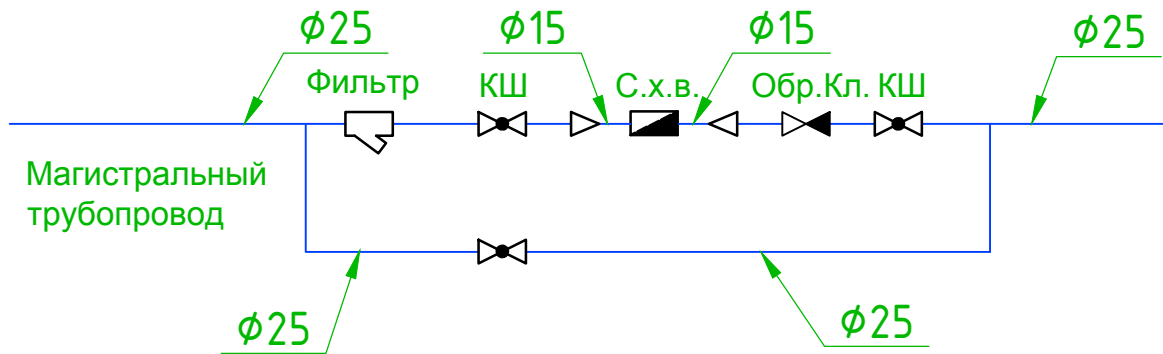 ϕ25
ϕ15
ϕ15
ϕ25
Фильтр
КШ
С.х.в.
Обр.Кл.
КШ
Магистральный
трубопровод
ϕ25
ϕ25